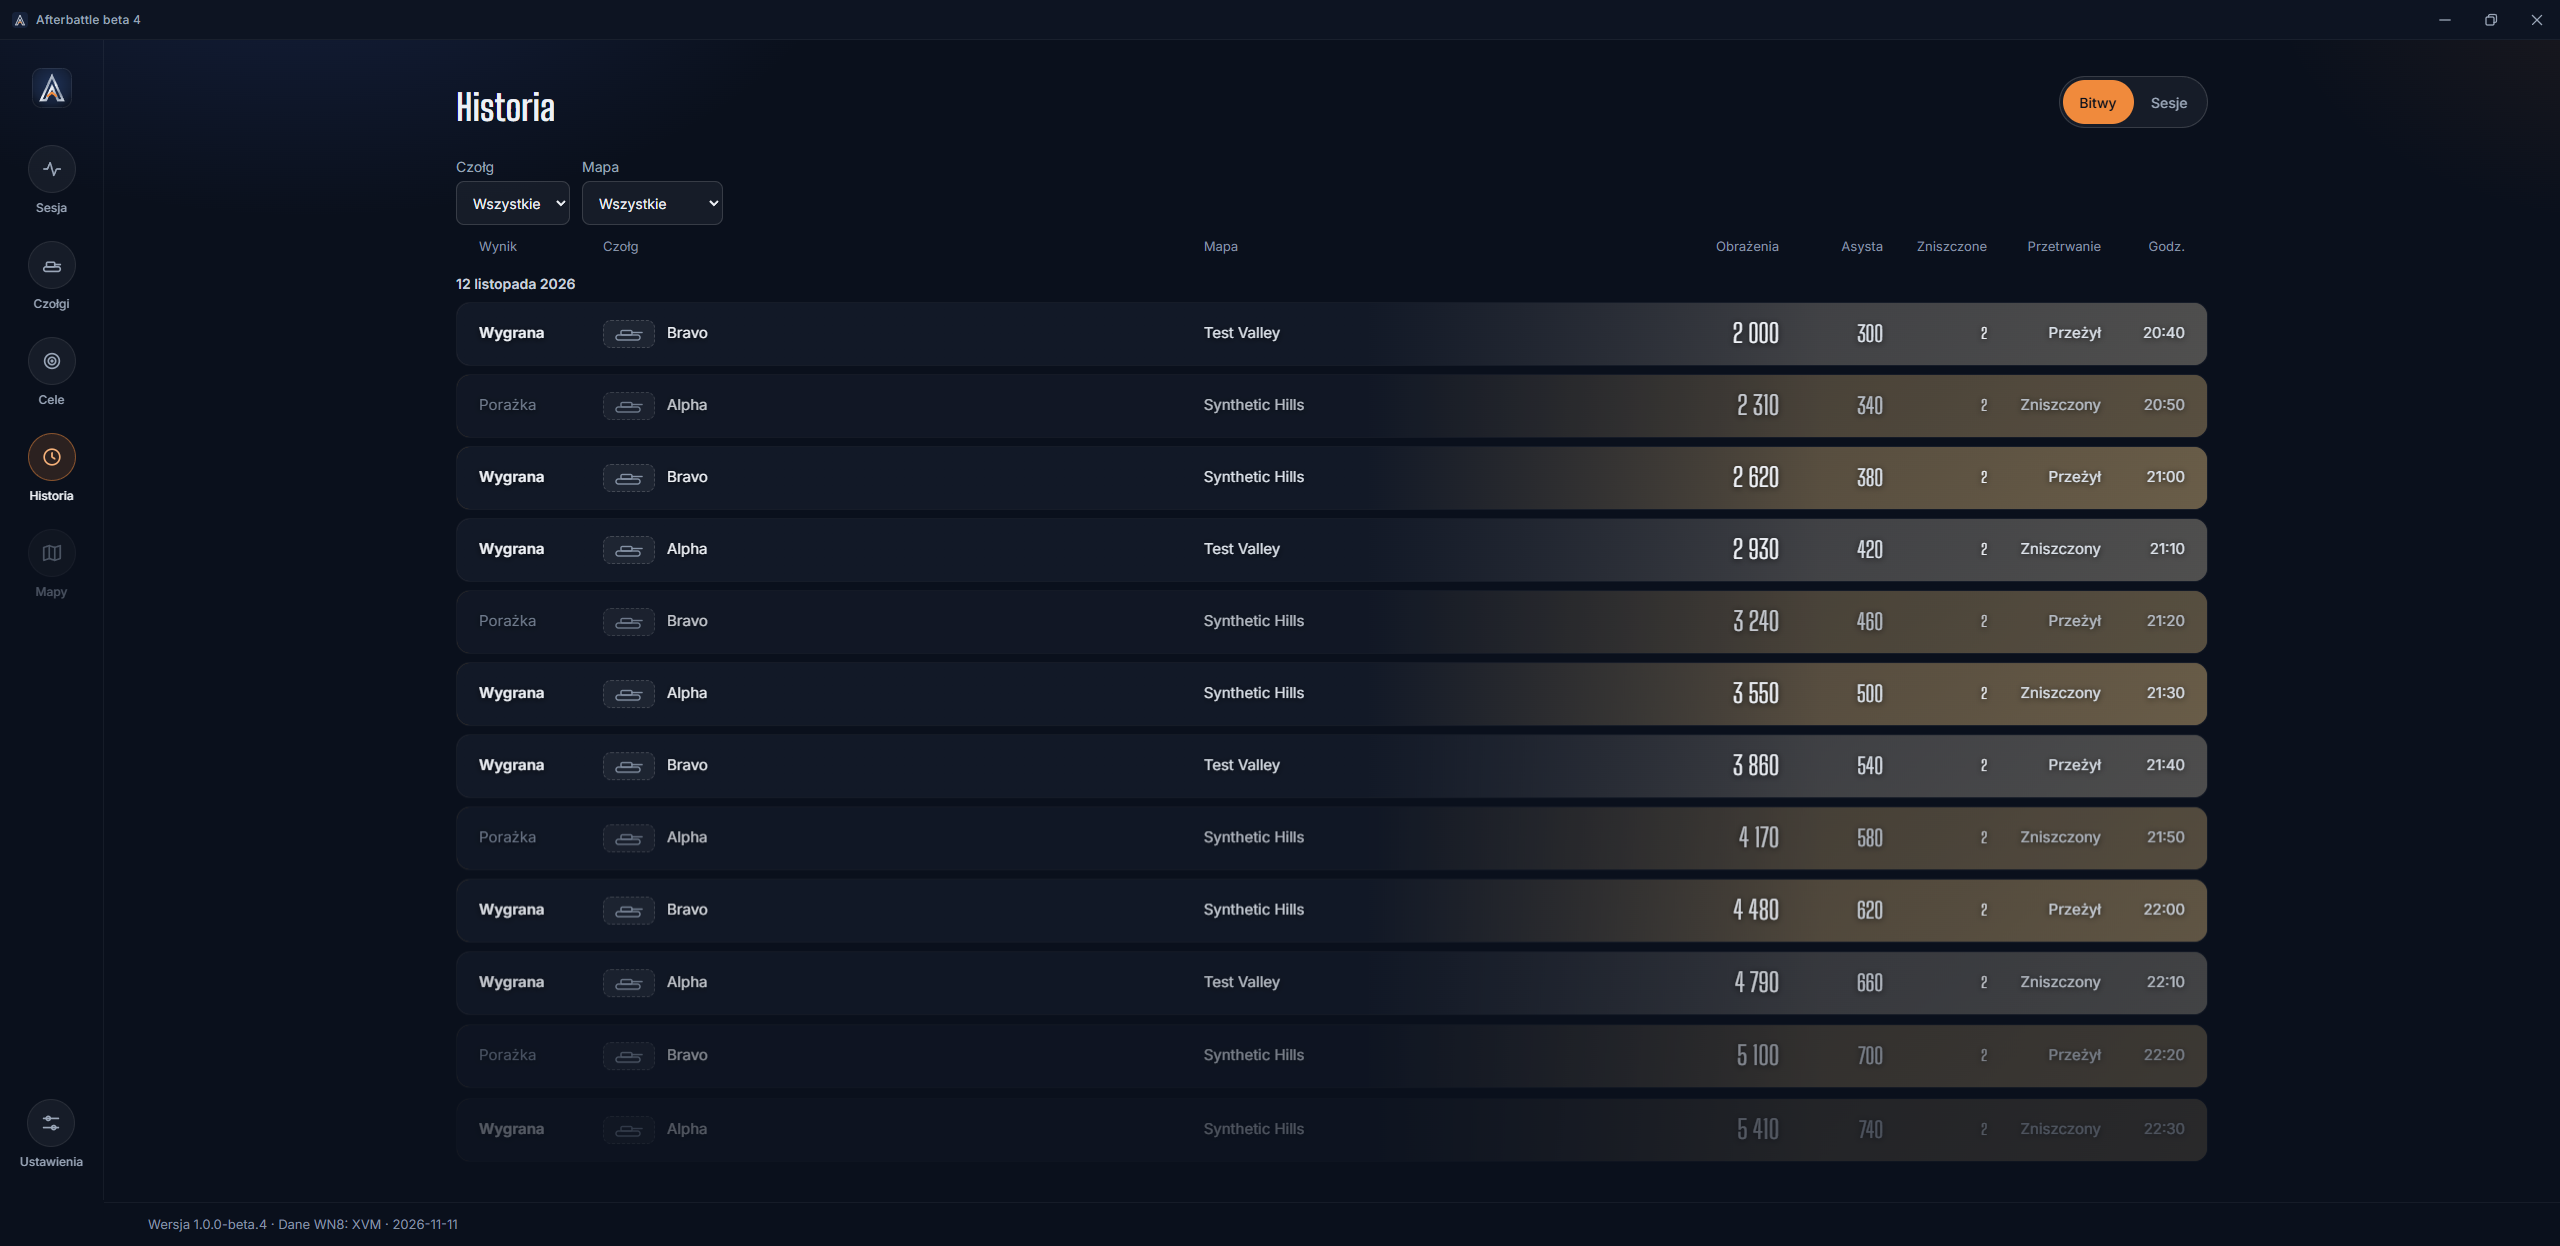 Afterbattle beta 4
Historia
Bitwy Sesje
Sesja
Czołgi
Cele
Historia
Mapy
Ustawienia
Czołg Mapa
Wszystkie Wszystkie
Wynik Czołg Mapa Obrażenia Asysta Zniszczone Przetrwanie Godz.
12 listopada 2026
Wygrana Bravo Test Valley 2 000 300 2 Przeżył 20:40
Porażka Alpha Synthetic Hills 2 310 340 2 Zniszczony 20:50
Wygrana Bravo Synthetic Hills 2 620 380 2 Przeżył 21:00
Wygrana Alpha Test Valley 2 930 420 2 Zniszczony 21:10
Porażka Bravo Synthetic Hills 3 240 460 2 Przeżył 21:20
Wygrana Alpha Synthetic Hills 3 550 500 2 Zniszczony 21:30
Wygrana Bravo Test Valley 3 860 540 2 Przeżył 21:40
Porażka Alpha Synthetic Hills 4 170 580 2 Zniszczony 21:50
Wygrana Bravo Synthetic Hills 4 480 620 2 Przeżył 22:00
Wygrana Alpha Test Valley 4 790 660 2 Zniszczony 22:10
Porażka Bravo Synthetic Hills 5 100 700 2 Przeżył 22:20
Wygrana Alpha Synthetic Hills 5 410 740 2 Zniszczony 22:30
Wersja 1.0.0-beta.4 · Dane WN8: XVM · 2026-11-11